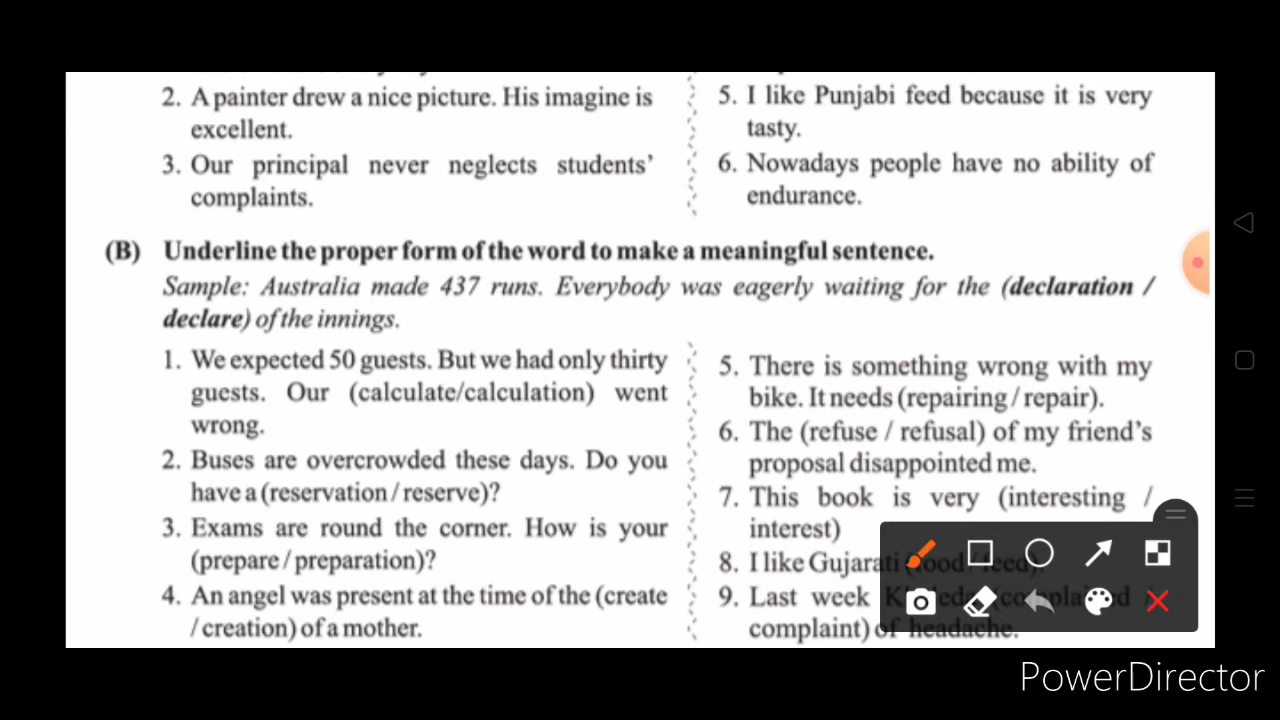 2. A painter drew a nice picture. His imagine is
excellent.
3. Our principal never neglects students'
complaints.
5. I like Punjabi feed because it is very
tasty.
6. Nowadays people have no ability of
endurance.
(B) Underline the proper form of the word to make a meaningful sentence.
Sample: Australia made 437 runs. Everybody was eagerly waiting for the (declaration /
declare) of the innings.
1. We expected 50 guests. But we had only thirty
guests. Our (calculate/calculation) went
wrong.
2. Buses are overcrowded these days. Do you
have a (reservation / reserve)?
3. Exams are round the corner. How is your
(prepare / preparation)?
4. An angel was present at the time of the (create
/ creation) of a mother.
5. There is something wrong with my
bike. It needs (repairing / repair).
6. The (refuse / refusal) of my friend's
proposal disappointed me.
7. This book is very (interesting /
interest)
8. I like Gujarati (food / feed).
9. Last week (complained
complaint) of headache.
PowerDirector